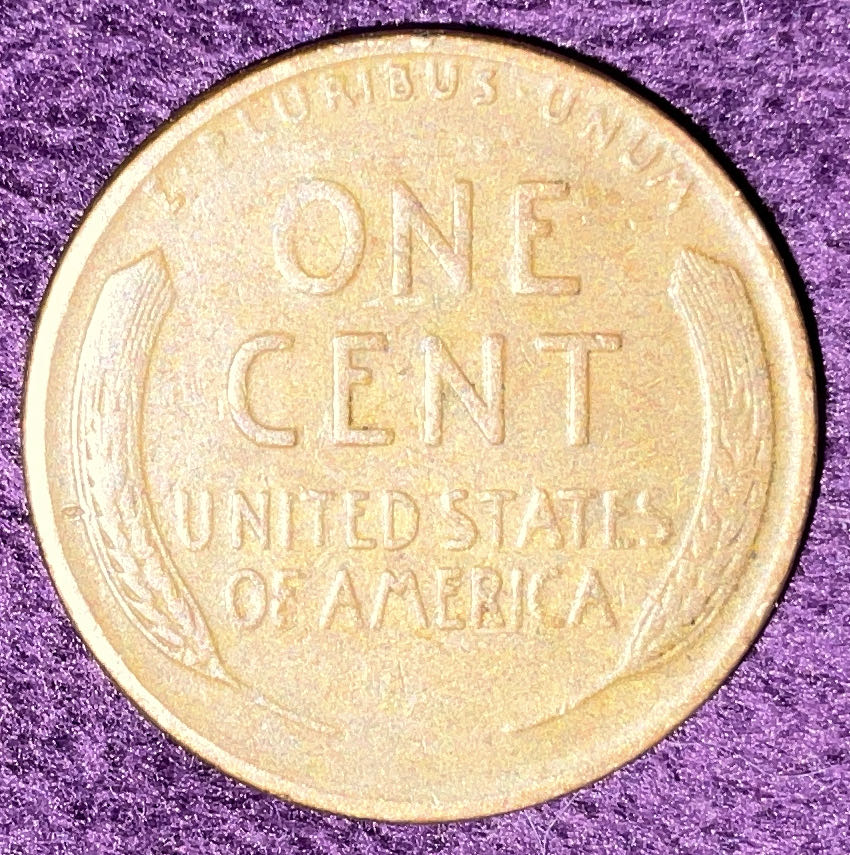 E · PLURIBUS · UNUM
ONE
CENT
UNITED STATES
OF AMERICA